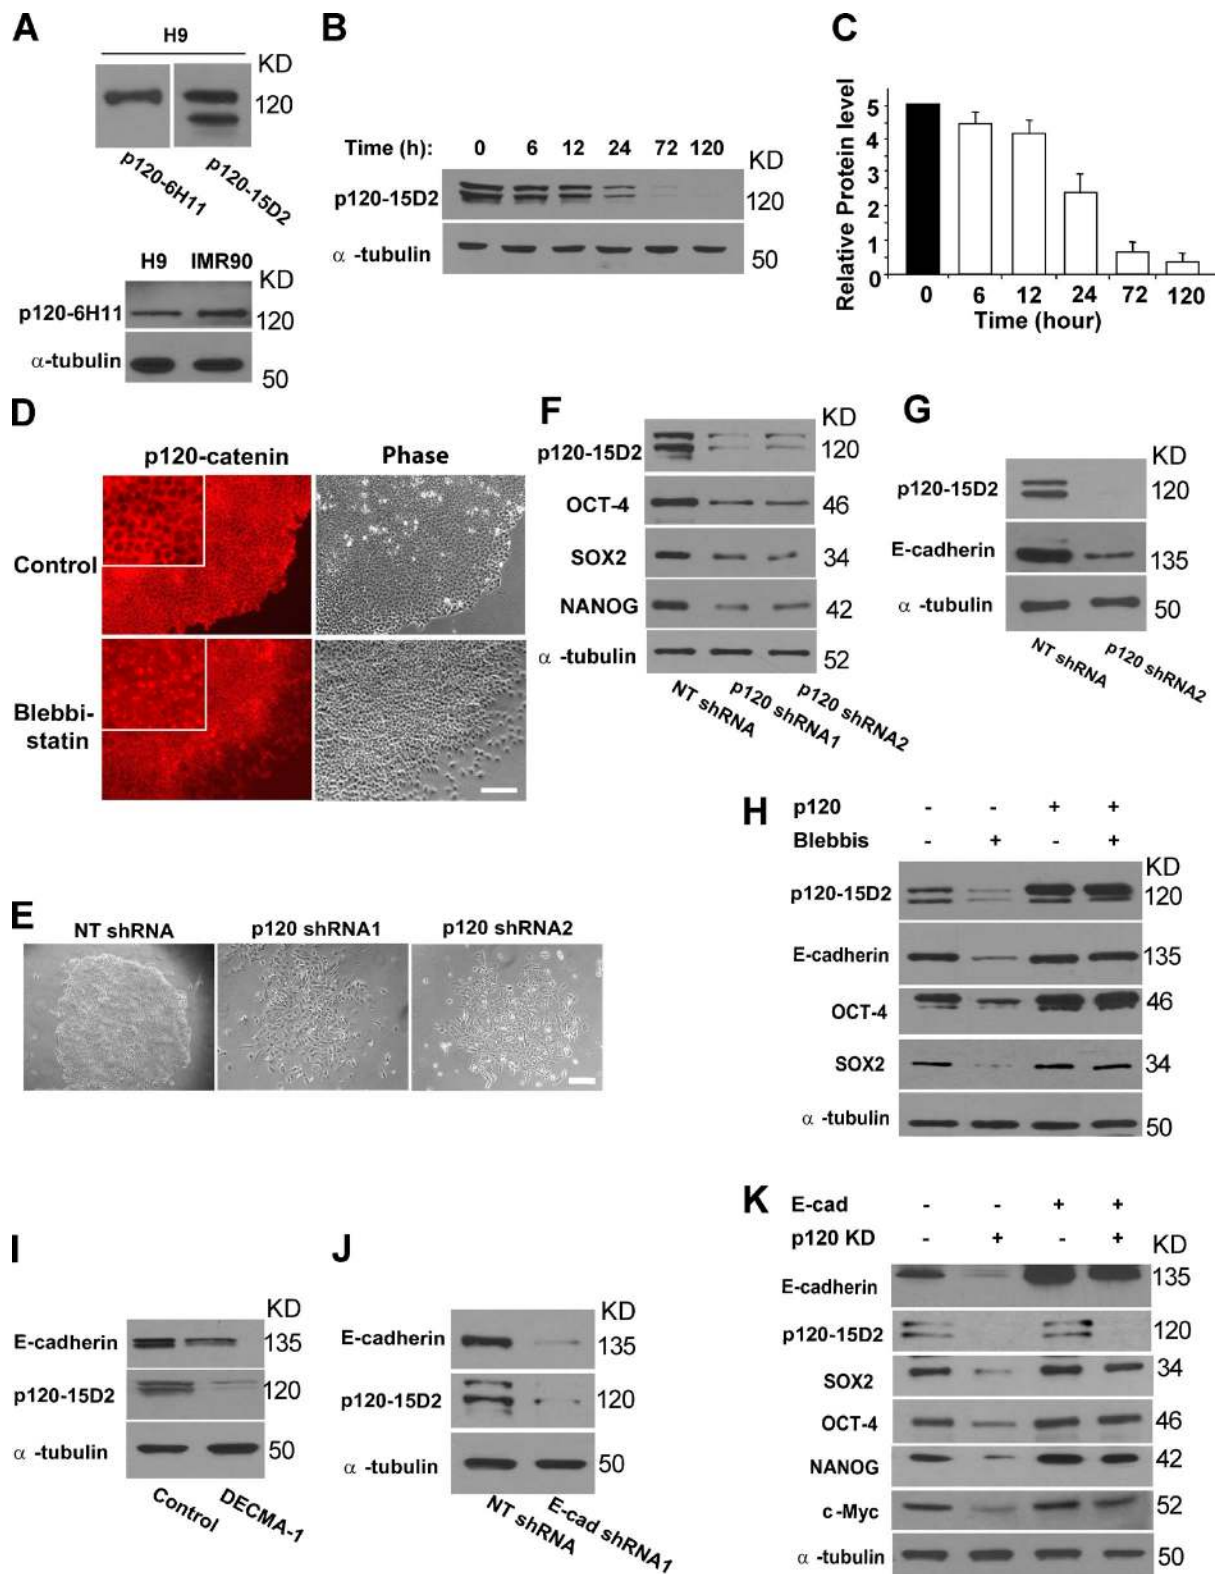 A
H9
KD
120
p120-6H11
p120-15D2
H9 IMR90
KD
p120-6H11
120
α-tubulin
50
B
Time (h): 0 6 12 24 72 120
KD
p120-15D2
120
α -tubulin
50
C
Relative Protein level
5
4
3
2
1
0
0 6 12 24 72 120
Time (hour)
D
p120-catenin Phase
Control
Blebbi-
statin
E
NT shRNA p120 shRNA1 p120 shRNA2
F
KD
p120-15D2 120
OCT-4 46
SOX2 34
NANOG 42
α -tubulin 52
NT shRNA
p120 shRNA1
p120 shRNA2
G
KD
p120-15D2 120
E-cadherin 135
α -tubulin 50
NT shRNA
p120 shRNA2
H
p120 - - + +
Blebbis - + - +
KD
p120-15D2 120
E-cadherin 135
OCT-4 46
SOX2 34
α -tubulin 50
I
KD
E-cadherin 135
p120-15D2 120
α -tubulin 50
Control
DECMA-1
J
KD
E-cadherin 135
p120-15D2 120
α -tubulin 50
NT shRNA
E-cad shRNA1
K
E-cad - - + +
p120 KD - + - +
KD
E-cadherin 135
p120-15D2 120
SOX2 34
OCT-4 46
NANOG 42
c-Myc 52
α -tubulin 50